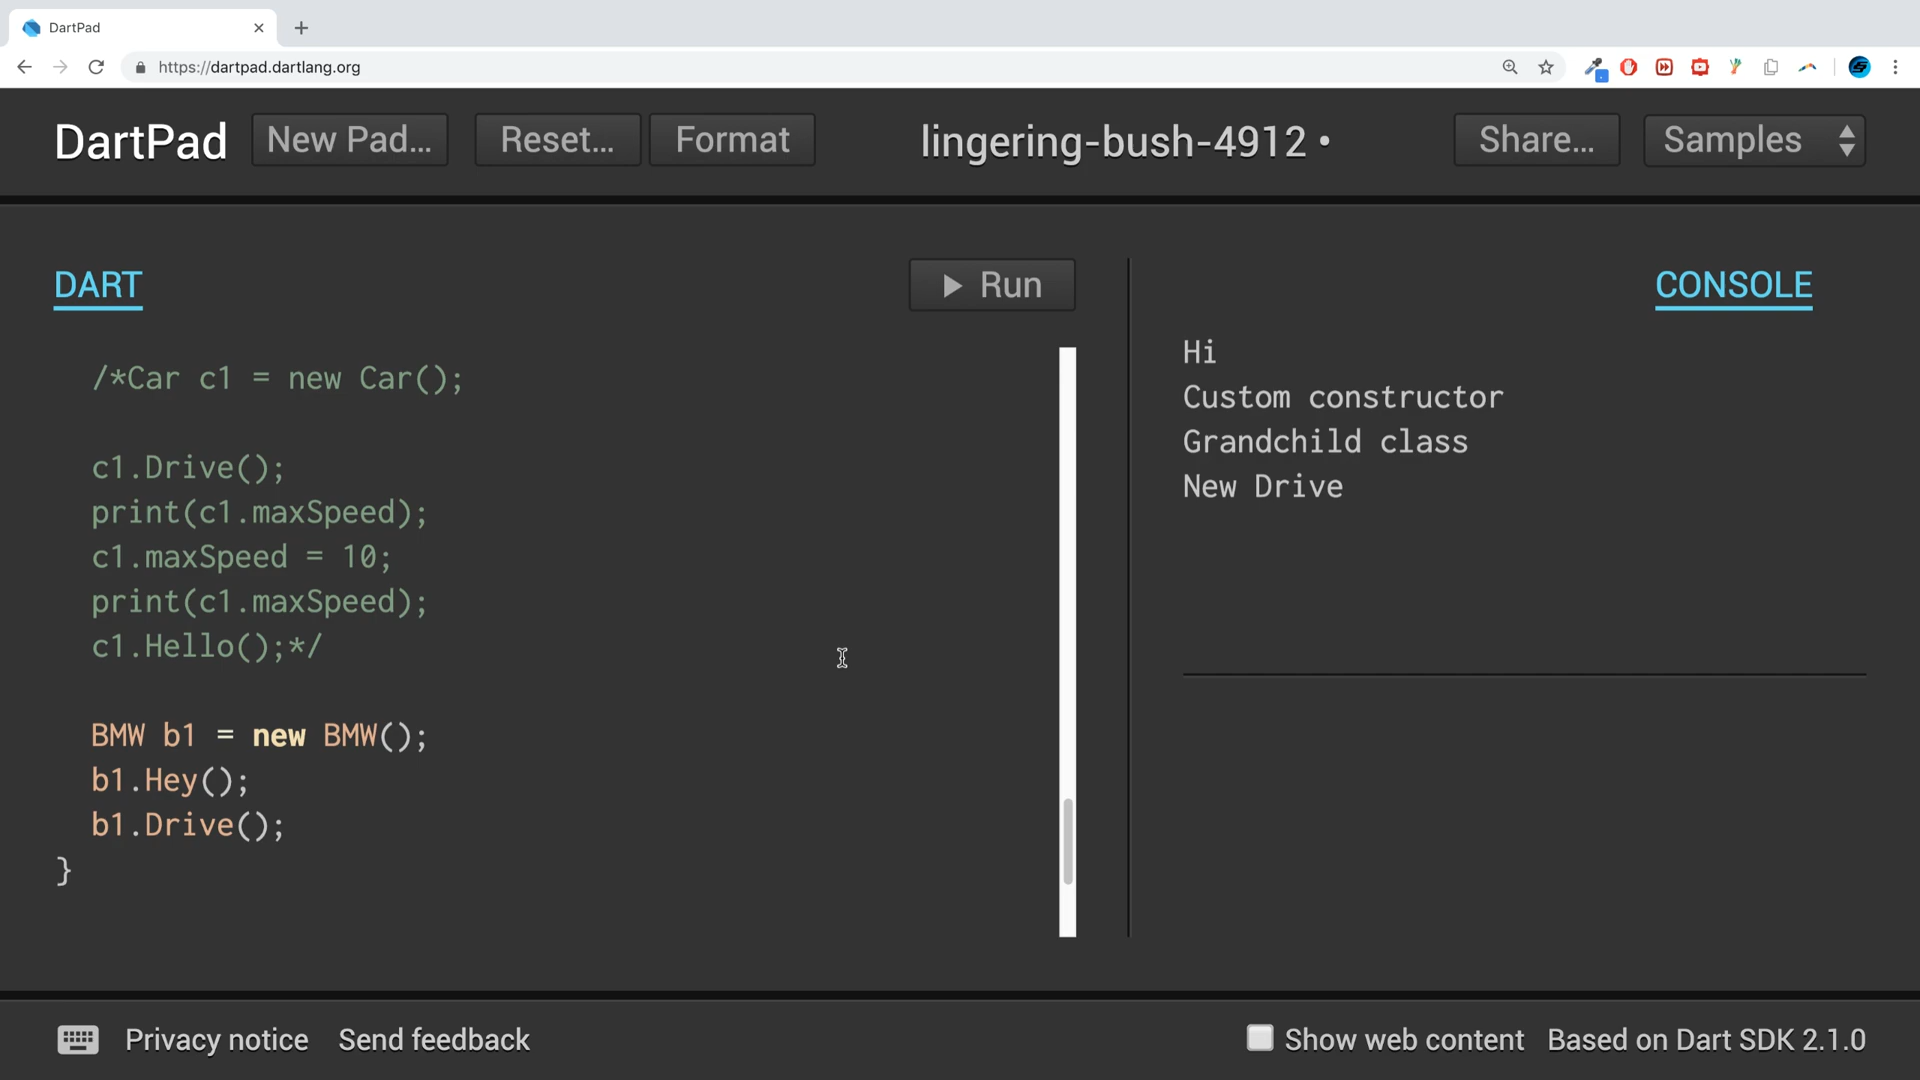 DartPad
https://dartpad.dartlang.org
DartPad
New Pad...
Reset...
Format
lingering-bush-4912 •
Share...
Samples
DART
Run
CONSOLE
/*Car c1 = new Car();
c1.Drive();
print(c1.maxSpeed);
c1.maxSpeed = 10;
print(c1.maxSpeed);
c1.Hello();*/
BMW b1 = new BMW();
b1.Hey();
b1.Drive();
}
Hi
Custom constructor
Grandchild class
New Drive
Privacy notice
Send feedback
Show web content
Based on Dart SDK 2.1.0